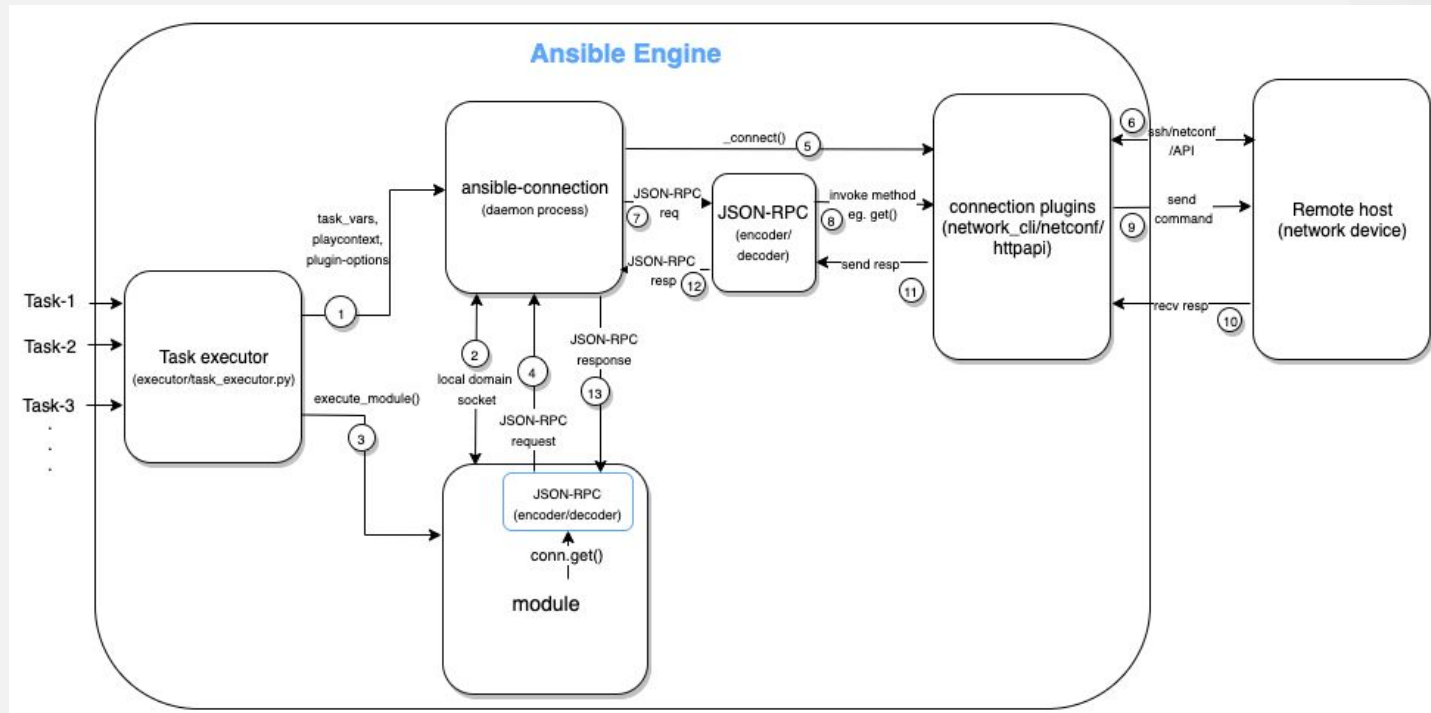 Ansible Engine
ansible-connection
(daemon process)
_connect()
5
JSON-RPC
req
7
JSON-RPC
resp
12
JSON-RPC
(encoder/
decoder)
invoke method
8
eg. get()
send resp
11
connection plugins
(network_cli/netconf/
httpapi)
6
ssh/netconf
/API
send
command
9
recv resp
10
Remote host
(network device)
task_vars,
playcontext,
plugin-options
1
Task-1
Task-2
Task-3
.
.
.
Task executor
(executor/task_executor.py)
execute_module()
3
2
local domain
socket
4
JSON-RPC
request
JSON-RPC
response
13
JSON-RPC
(encoder/decoder)
conn.get()
module